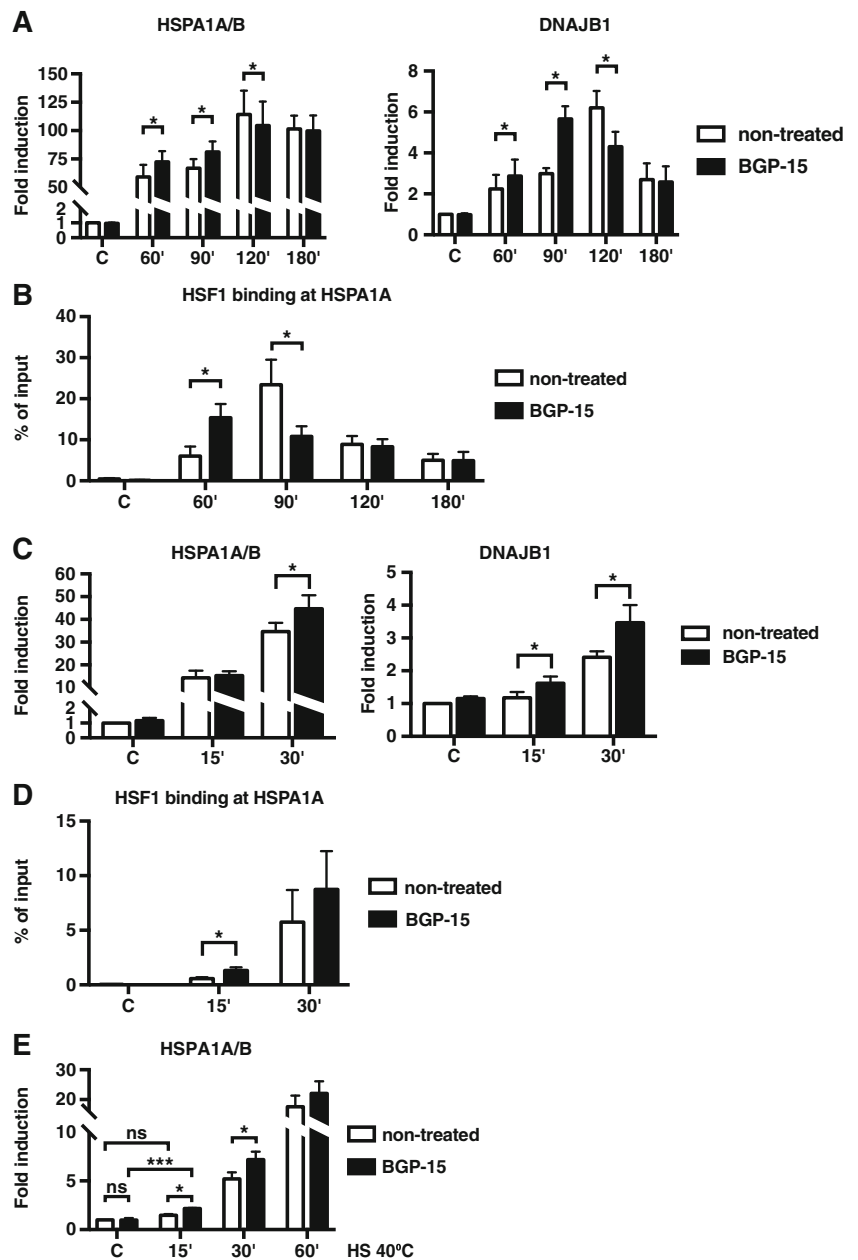 A
HSPA1A/B
DNAJB1
Fold induction
150
125
100
75
50
2
1
0
C 60' 90' 120' 180'
* * *
Fold induction
8
6
4
2
0
C 60' 90' 120' 180'
* * *
non-treated
BGP-15
B
HSF1 binding at HSPA1A
% of input
40
30
20
10
0
C 60' 90' 120' 180'
* *
non-treated
BGP-15
C
HSPA1A/B
DNAJB1
Fold induction
60
50
40
30
20
10
2
1
0
C 15' 30'
*
Fold induction
5
4
3
2
1
0
C 15' 30'
* *
non-treated
BGP-15
D
HSF1 binding at HSPA1A
% of input
15
10
5
0
C 15' 30'
*
non-treated
BGP-15
E
HSPA1A/B
Fold induction
30
20
10
5
0
ns
***
ns * *
C 15' 30' 60' HS 40ºC
non-treated
BGP-15